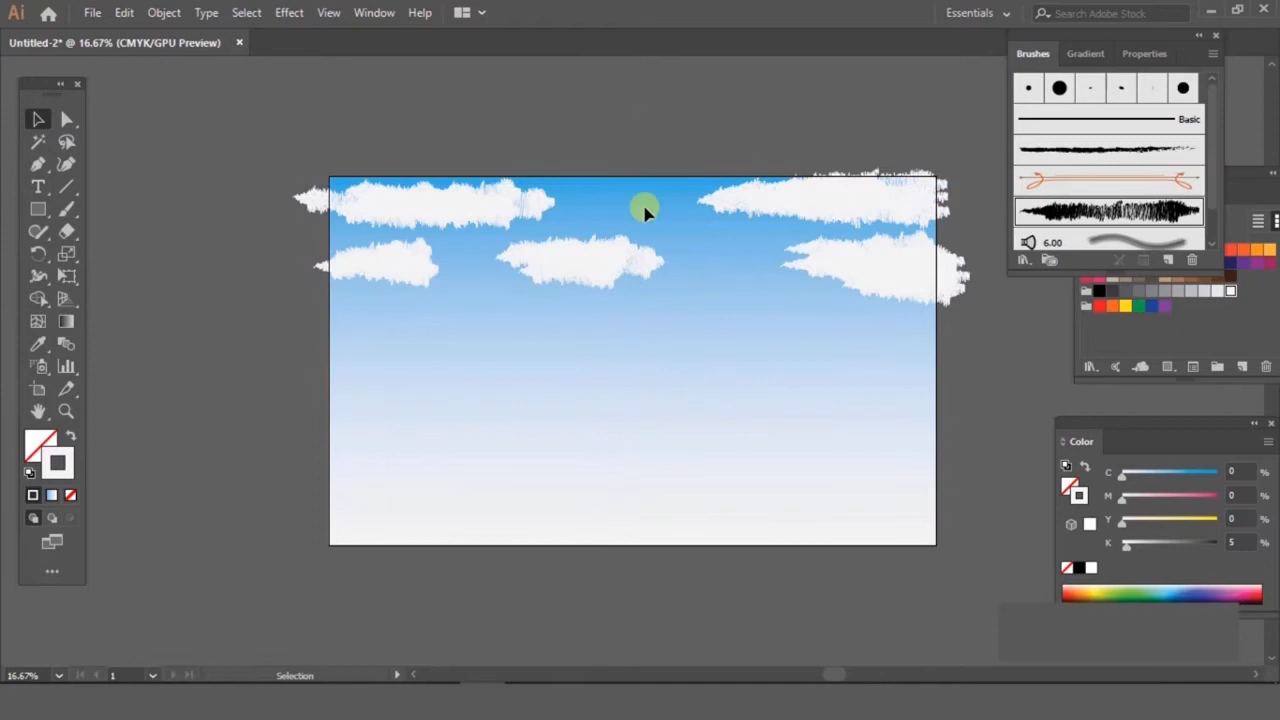 Ai File Edit Object Type Select Effect View Window Help Essentials Search Adobe Stock
Untitled-2* @ 16.67% (CMYK/GPU Preview)
Brushes Gradient Properties
Basic
6.00
Color
C 0 %
M 0 %
Y 0 %
K 5 %
16.67% 1 Selection